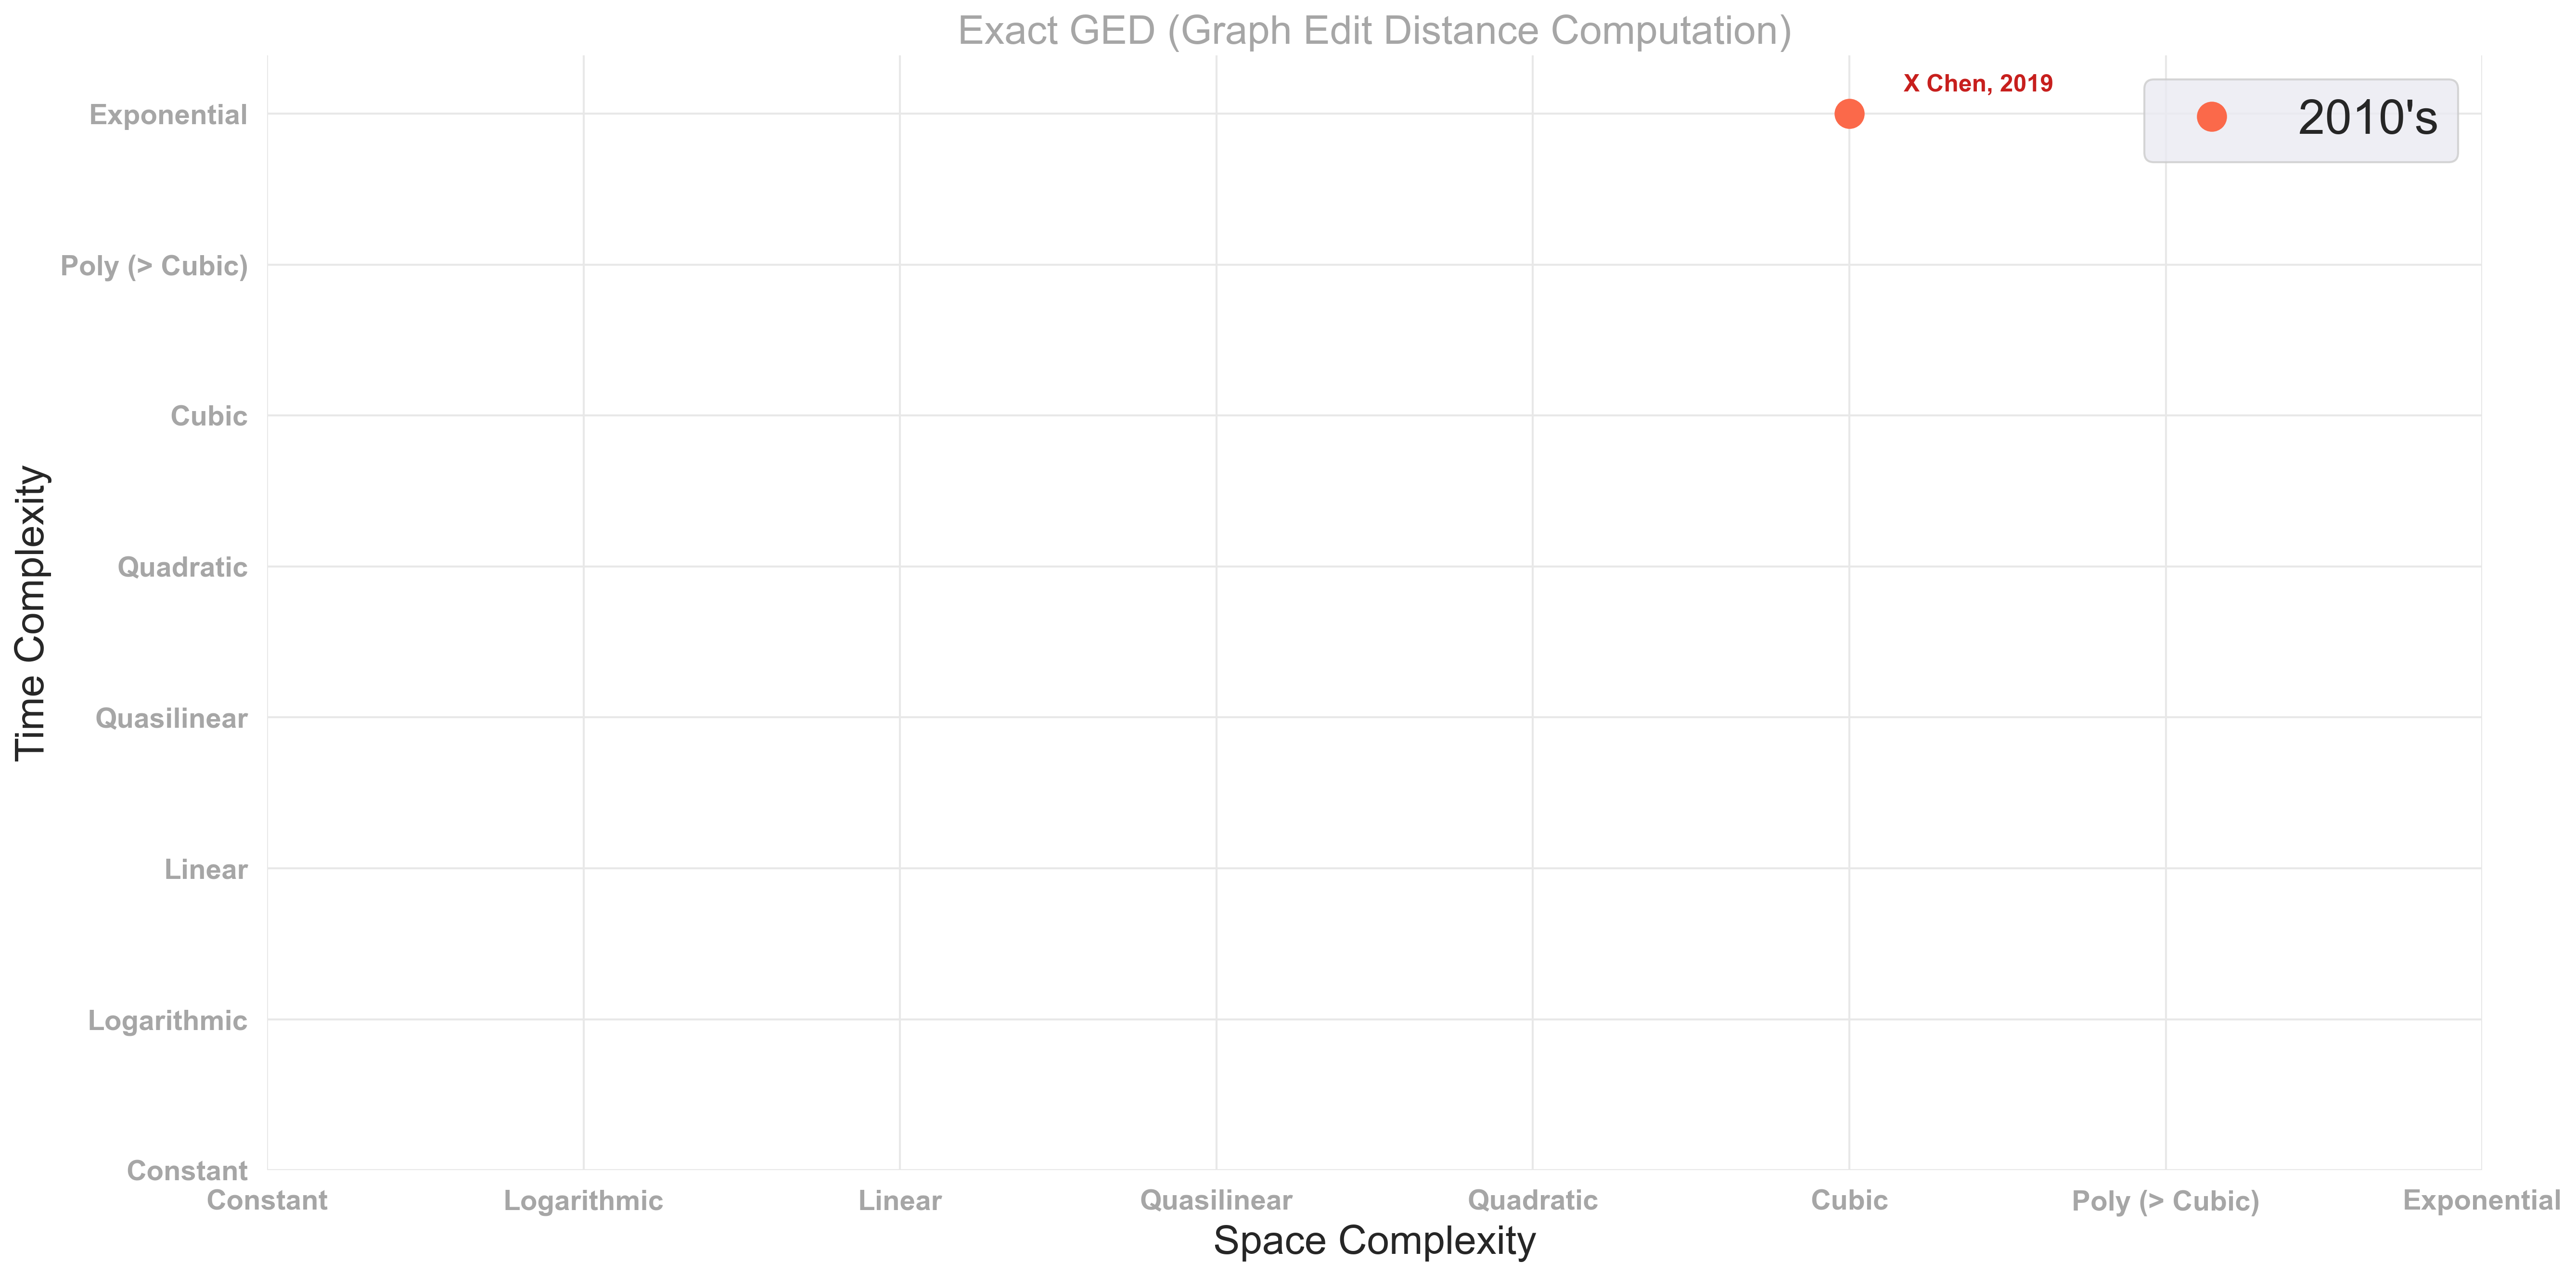 Exact GED (Graph Edit Distance Computation)
X Chen, 2019
2010's
Exponential
Poly (> Cubic)
Cubic
Quadratic
Quasilinear
Linear
Logarithmic
Constant
Time Complexity
Constant Logarithmic Linear Quasilinear Quadratic Cubic Poly (> Cubic) Exponential
Space Complexity